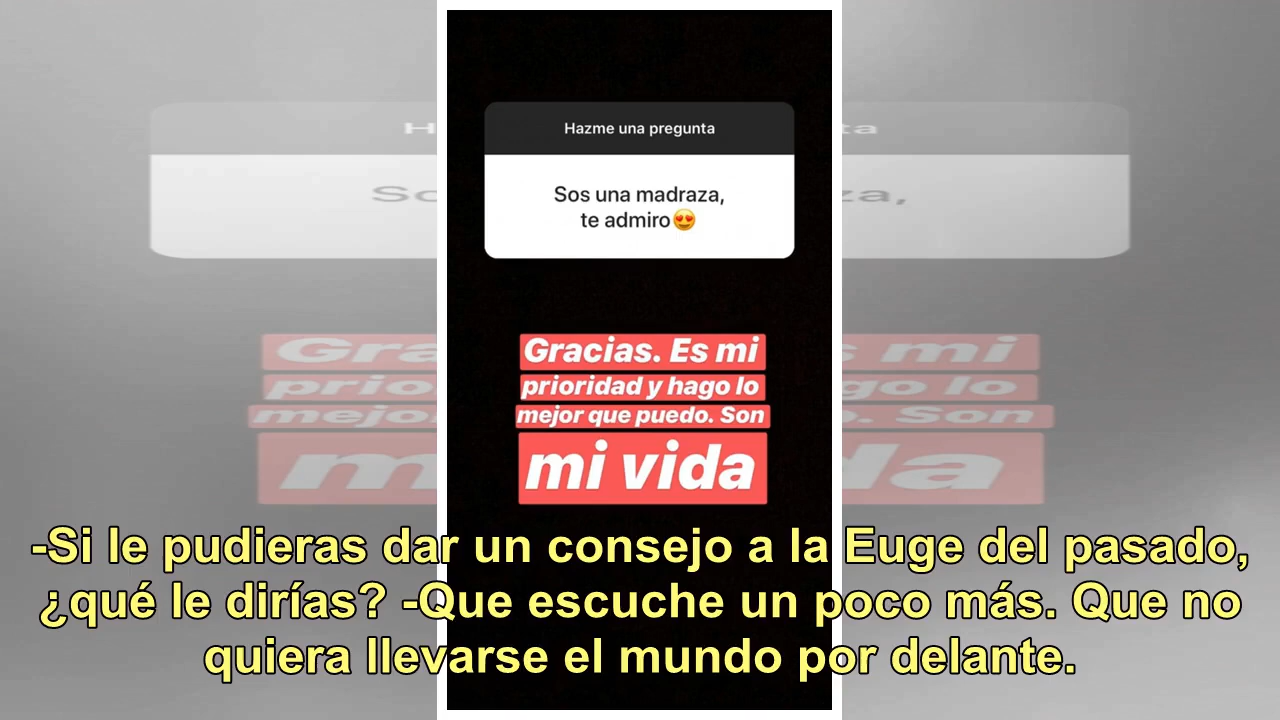 Hazme una pregunta
Sos una madraza,
te admiro😍
Gracias. Es mi
prioridad y hago lo
mejor que puedo. Son
mi vida
-Si le pudieras dar un consejo a la Euge del pasado,
¿qué le dirías? -Que escuche un poco más. Que no
quiera llevarse el mundo por delante.